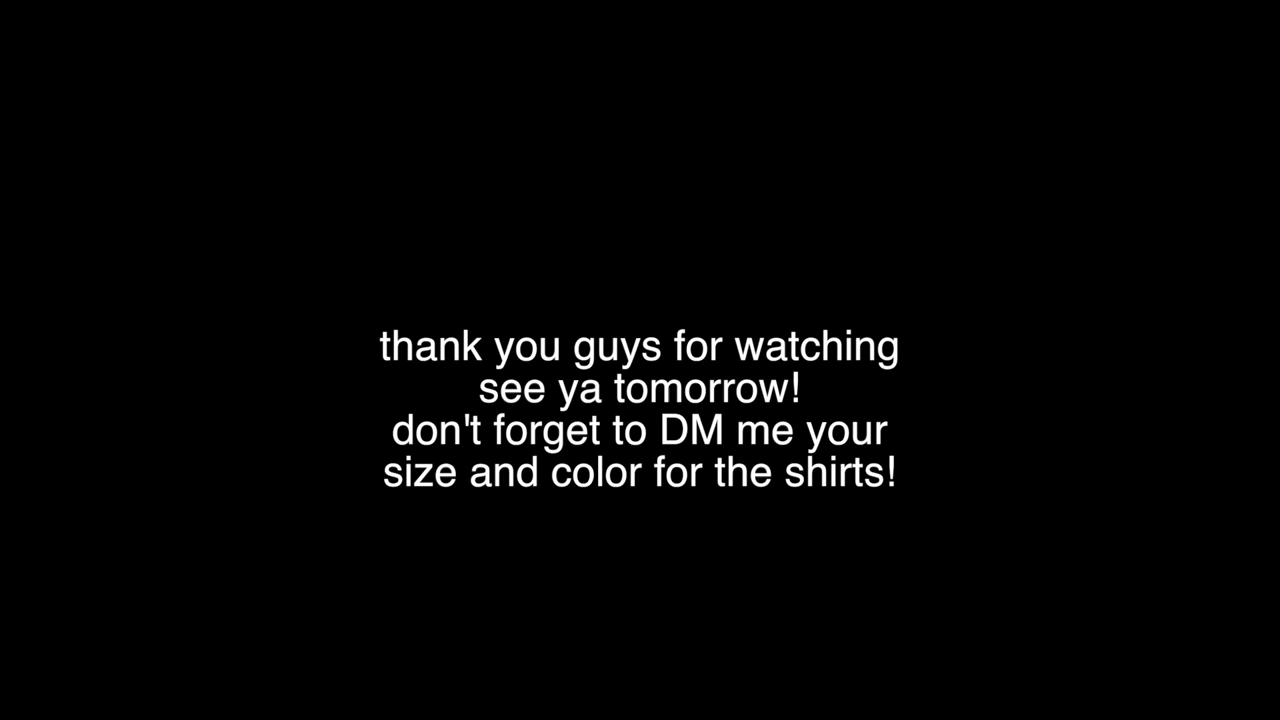 thank you guys for watching
see ya tomorrow!
don't forget to DM me your
size and color for the shirts!